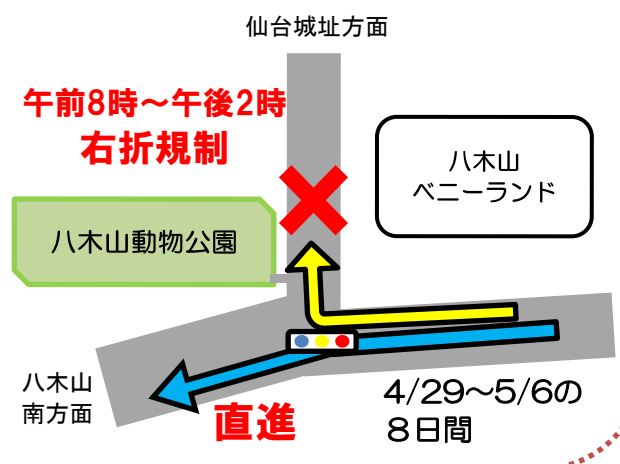 仙台城址方面
午前8時～午後2時
右折規制
八木山
ベニーランド
八木山動物公園
八木山
南方面
直進
4/29～5/6の
8日間